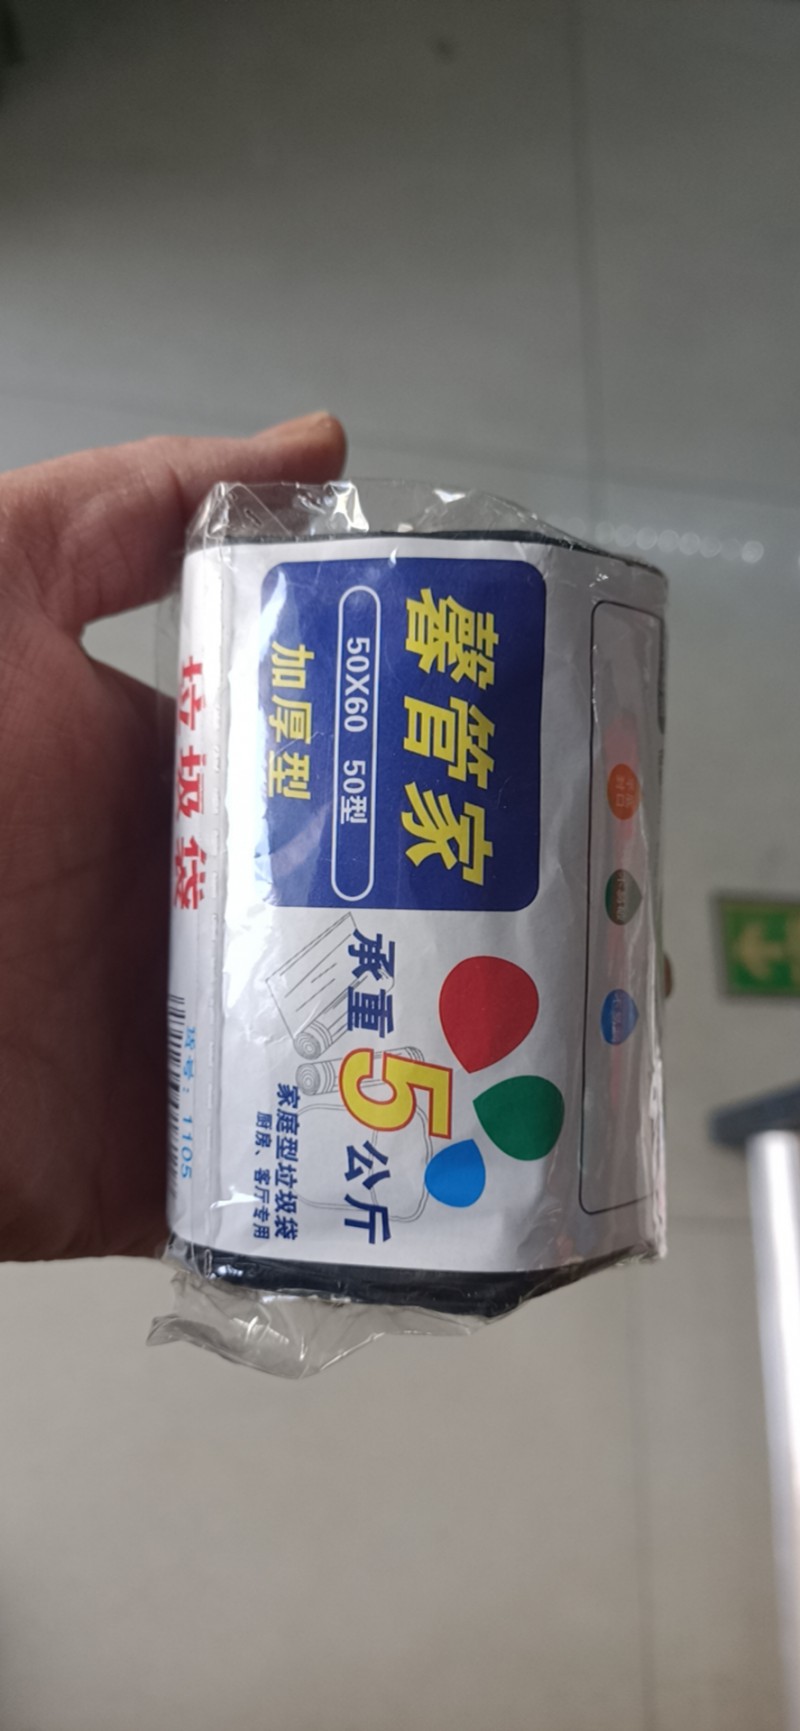 馨管家
50X60 50型
加厚型
承重5公斤
家庭型垃圾袋
厨房、客厅专用
垃圾袋
货号：1105